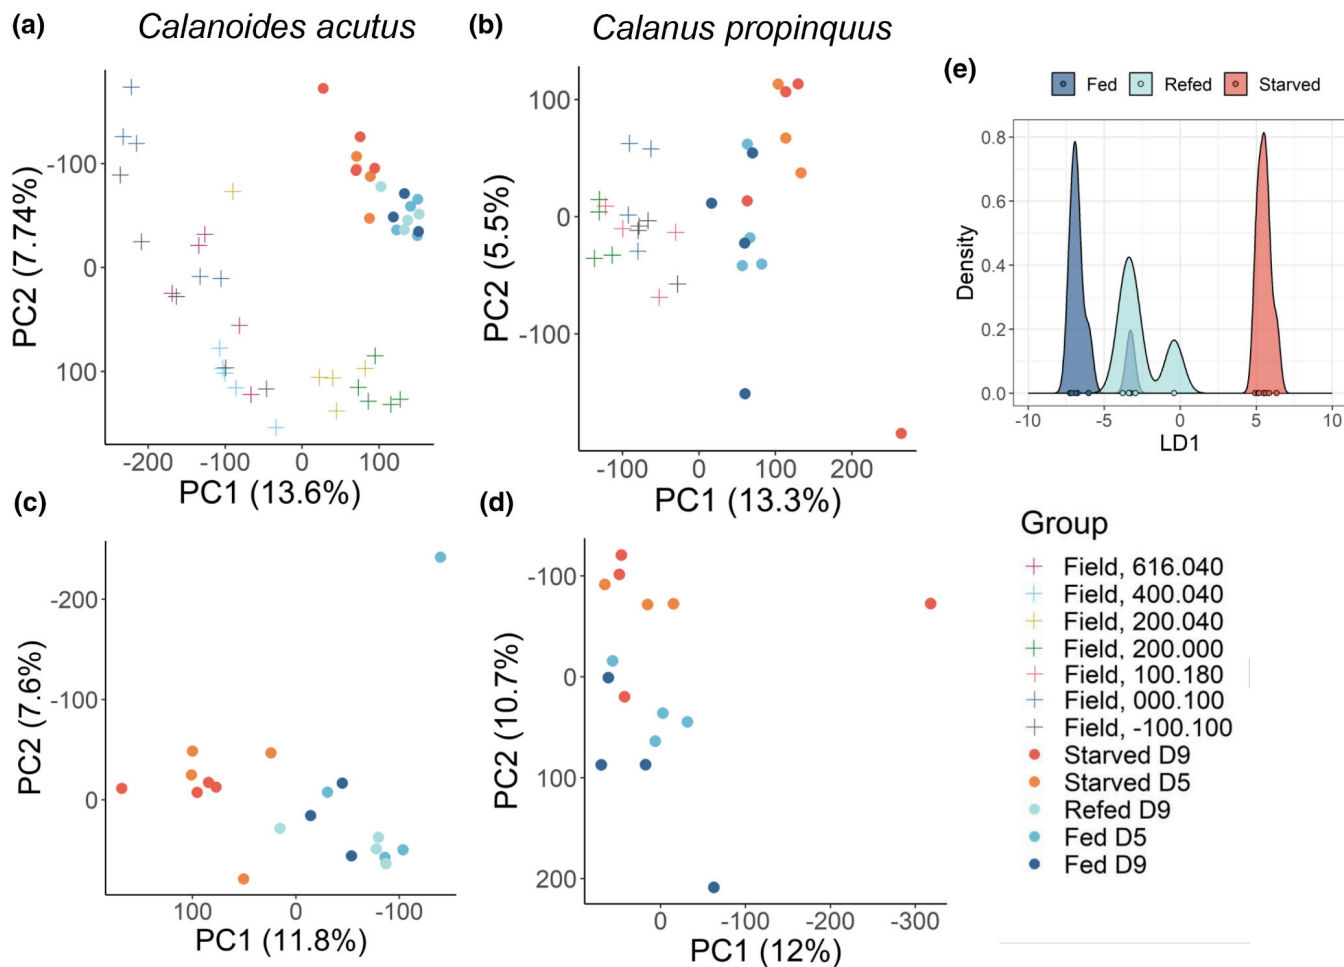 (a) Calanoides acutus
PC2 (7.74%)
-100
0
100
-200 -100 0 100
PC1 (13.6%)
(b) Calanus propinquus
PC2 (5.5%)
100
0
-100
-100 0 100 200
PC1 (13.3%)
(e)
Fed Refed Starved
Density
0.8
0.6
0.4
0.2
0.0
-10 -5 0 5 10
LD1
(c)
PC2 (7.6%)
-200
-100
0
100 0 -100
PC1 (11.8%)
(d)
PC2 (10.7%)
-100
0
100
200
0 -100 -200 -300
PC1 (12%)
Group
Field, 616.040
Field, 400.040
Field, 200.040
Field, 200.000
Field, 100.180
Field, 000.100
Field, -100.100
Starved D9
Starved D5
Refed D9
Fed D5
Fed D9